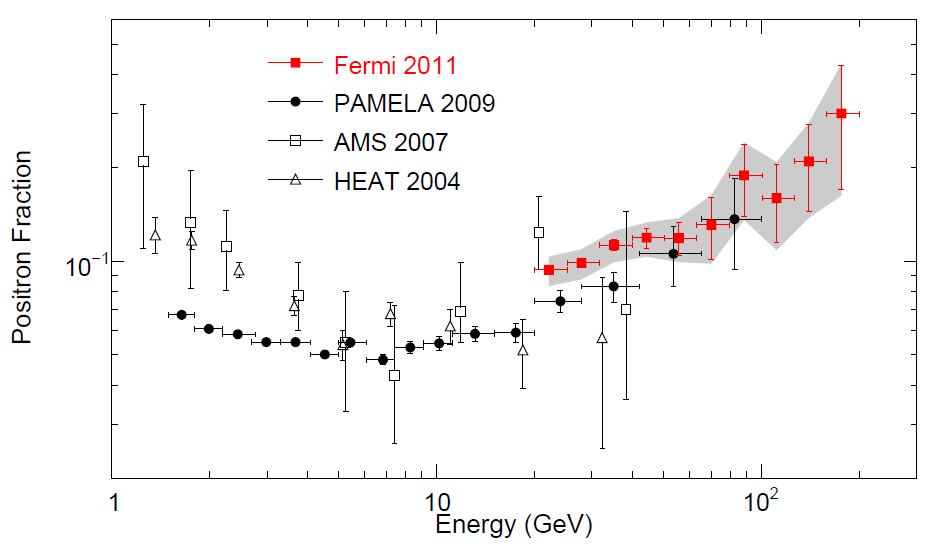 Fermi 2011
PAMELA 2009
AMS 2007
HEAT 2004
Positron Fraction
10⁻¹
1
10
10²
Energy (GeV)